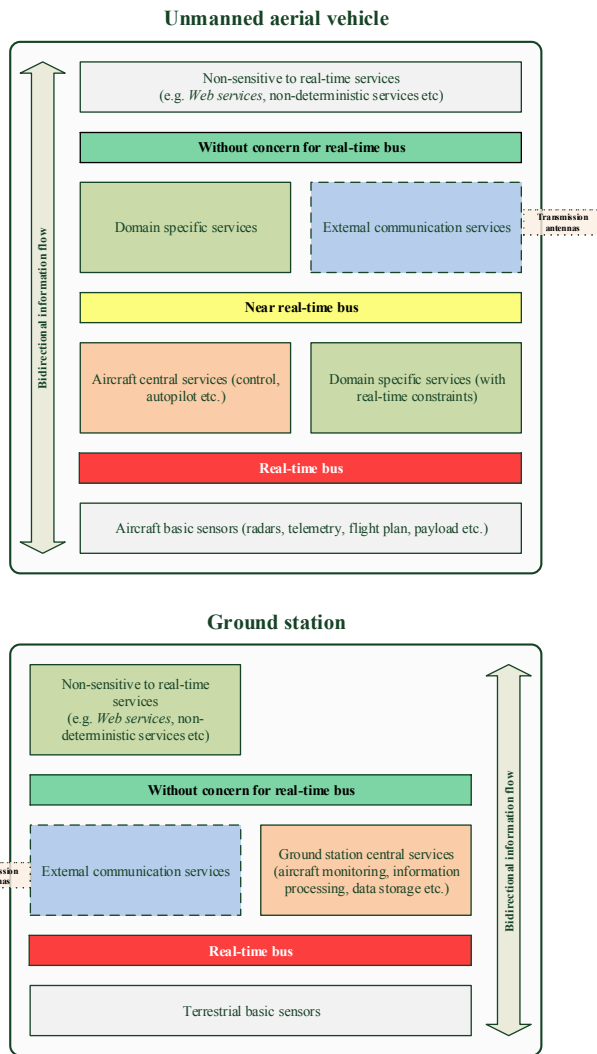 Unmanned aerial vehicle
Non-sensitive to real-time services
(e.g. Web services, non-deterministic services etc)
Without concern for real-time bus
Domain specific services
External communication services
Transmission
antennas
Bidirectional information flow
Near real-time bus
Aircraft central services (control,
autopilot etc.)
Domain specific services (with
real-time constraints)
Real-time bus
Aircraft basic sensors (radars, telemetry, flight plan, payload etc.)
Ground station
Non-sensitive to real-time
services
(e.g. Web services, non-
deterministic services etc)
Without concern for real-time bus
External communication services
Ground station central services
(aircraft monitoring, information
processing, data storage etc.)
Bidirectional information flow
Real-time bus
Terrestrial basic sensors